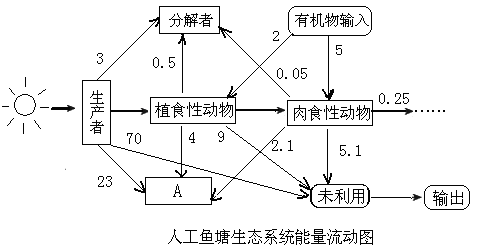 分解者
有机物输入
3
2
5
0.5
0.05
0.25
生产者
植食性动物
肉食性动物
······
70
4
9
2.1
5.1
23
A
未利用
输出
人工鱼塘生态系统能量流动图